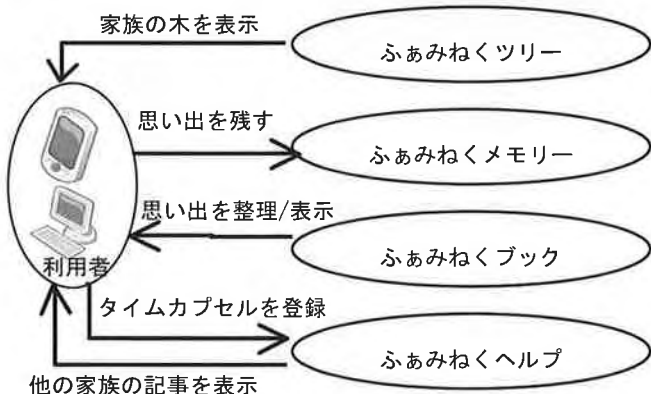 家族の木を表示
ふぁみねくツリー
思い出を残す
ふぁみねくメモリー
思い出を整理/表示
ふぁみねくブック
利用者
タイムカプセルを登録
ふぁみねくヘルプ
他の家族の記事を表示